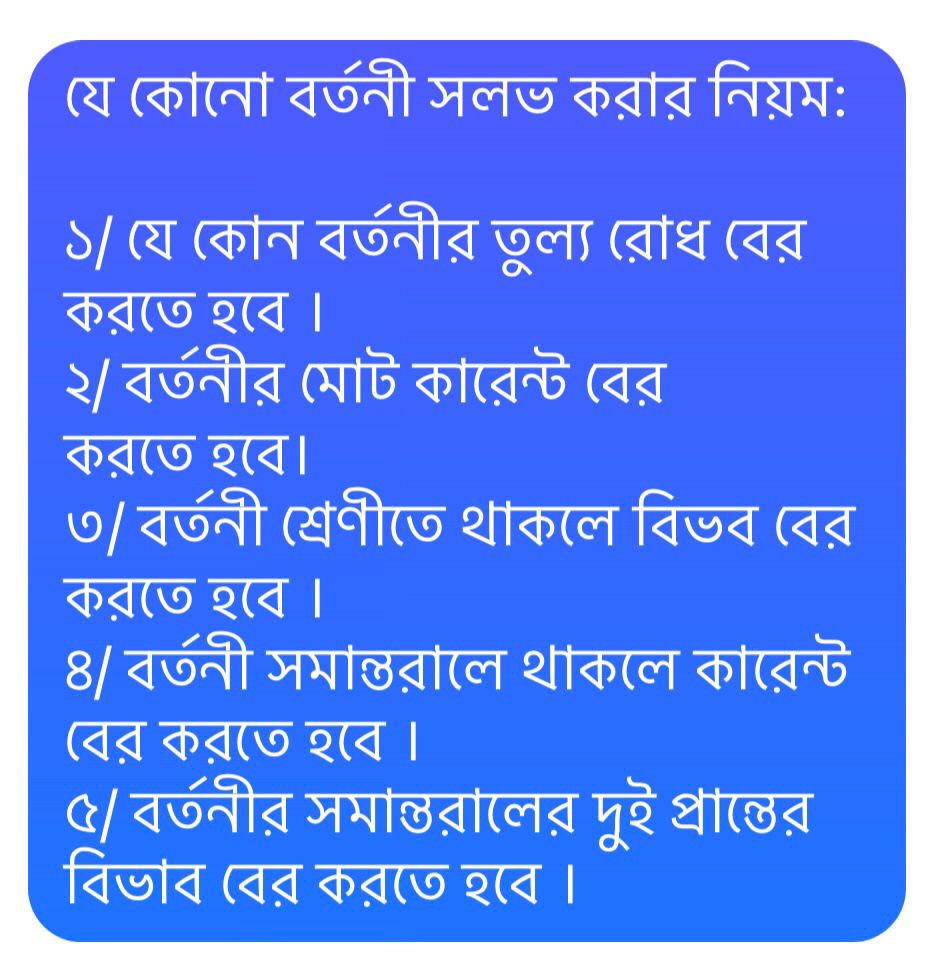 যে কোনো বর্তনী সলভ করার নিয়ম:
১/ যে কোন বর্তনীর তুল্য রোধ বের
করতে হবে ।
২/ বর্তনীর মোট কারেন্ট বের
করতে হবে।
৩/ বর্তনী শ্রেণীতে থাকলে বিভব বের
করতে হবে ।
৪/ বর্তনী সমান্তরালে থাকলে কারেন্ট
বের করতে হবে ।
৫/ বর্তনীর সমান্তরালের দুই প্রান্তের
বিভাব বের করতে হবে ।